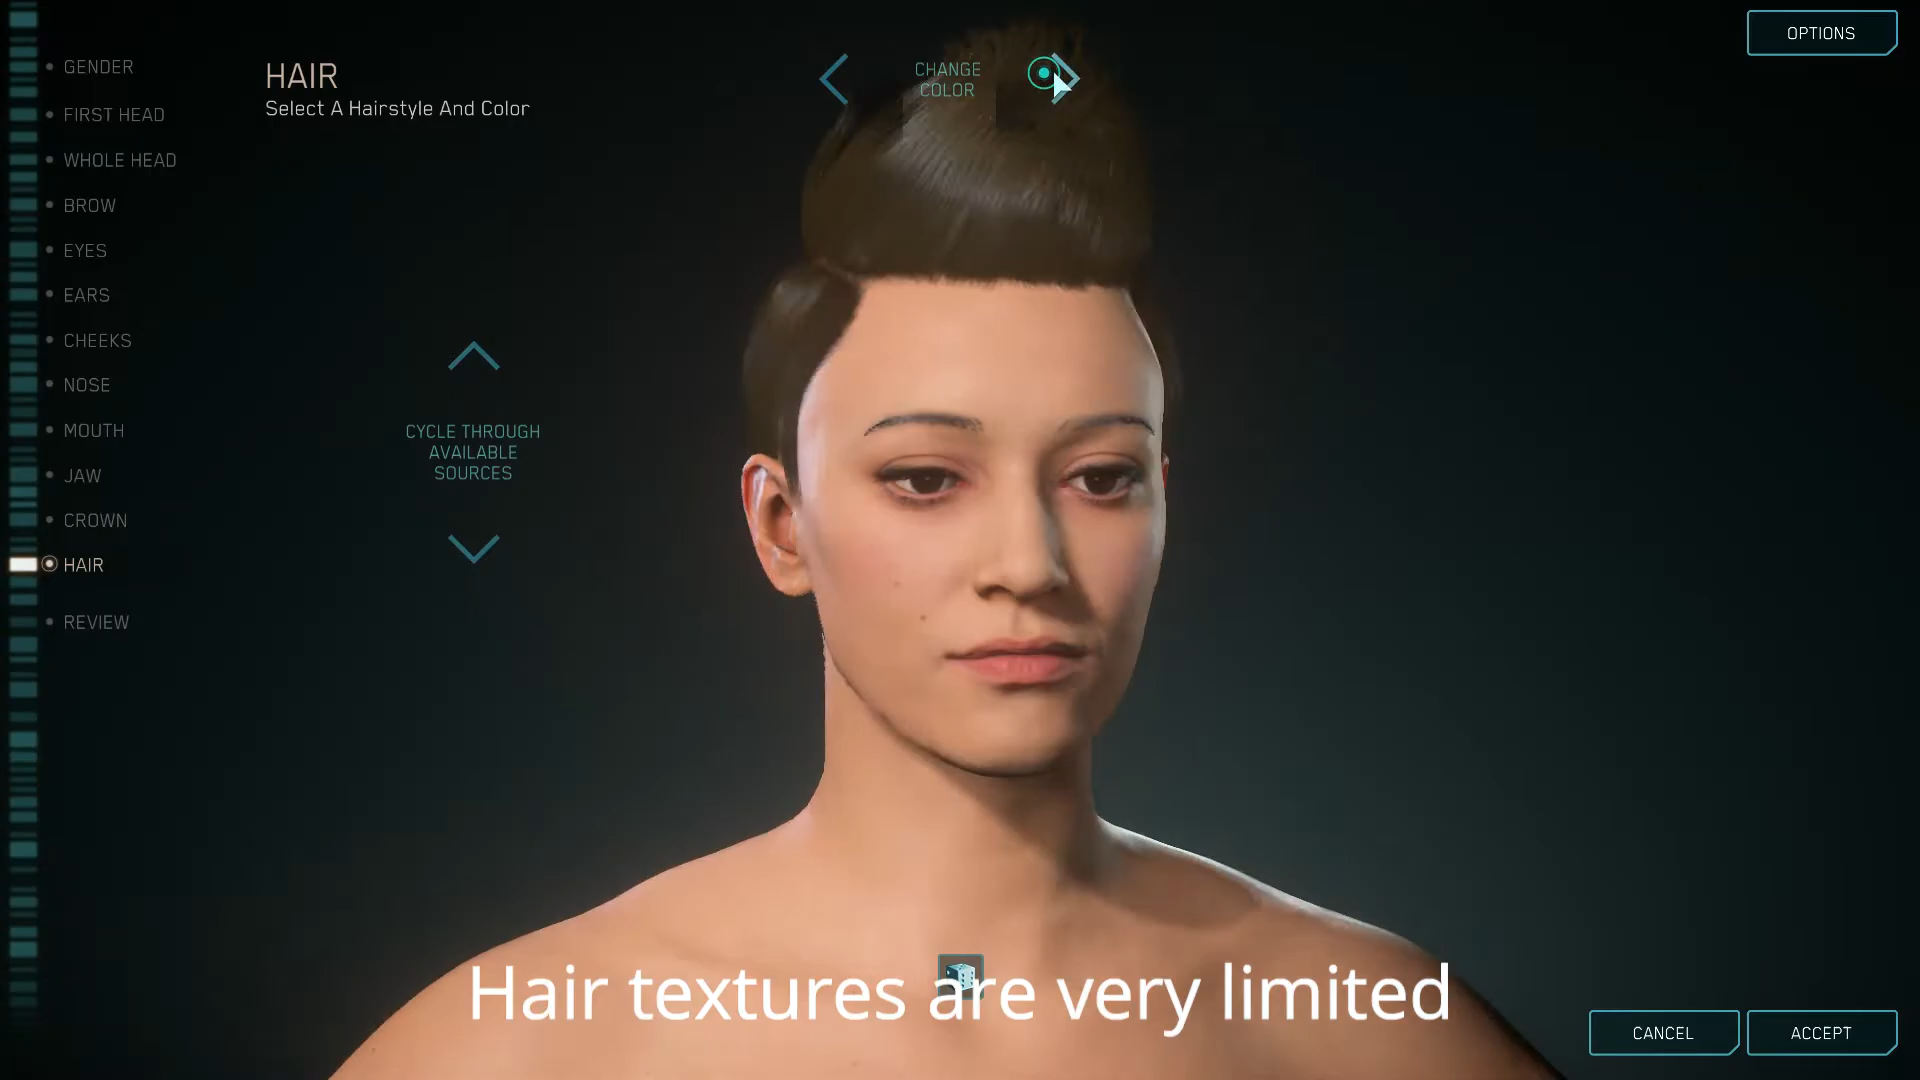 OPTIONS
GENDER
FIRST HEAD
WHOLE HEAD
BROW
EYES
EARS
CHEEKS
NOSE
MOUTH
JAW
CROWN
HAIR
REVIEW
HAIR
Select A Hairstyle And Color
CHANGE
COLOR
CYCLE THROUGH
AVAILABLE
SOURCES
Hair textures are very limited
CANCEL
ACCEPT